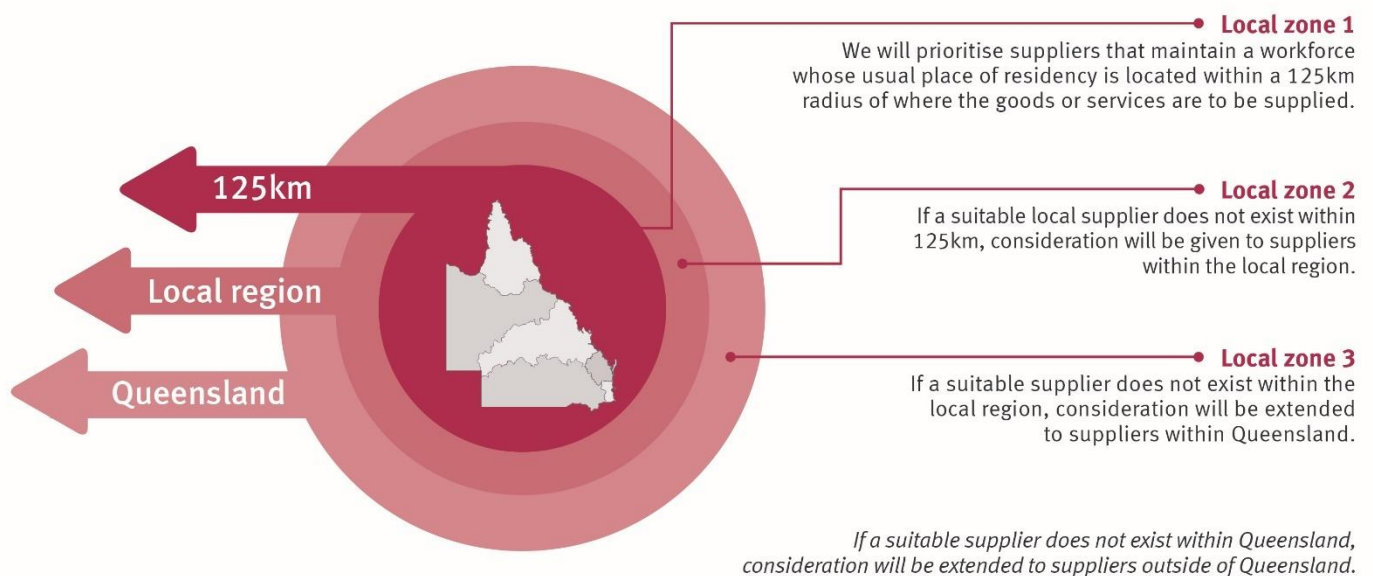 Local zone 1
We will prioritise suppliers that maintain a workforce
whose usual place of residency is located within a 125km
radius of where the goods or services are to be supplied.
125km
Local zone 2
If a suitable local supplier does not exist within
125km, consideration will be given to suppliers
within the local region.
Local region
Local zone 3
If a suitable supplier does not exist within the
local region, consideration will be extended
to suppliers within Queensland.
Queensland
If a suitable supplier does not exist within Queensland,
consideration will be extended to suppliers outside of Queensland.